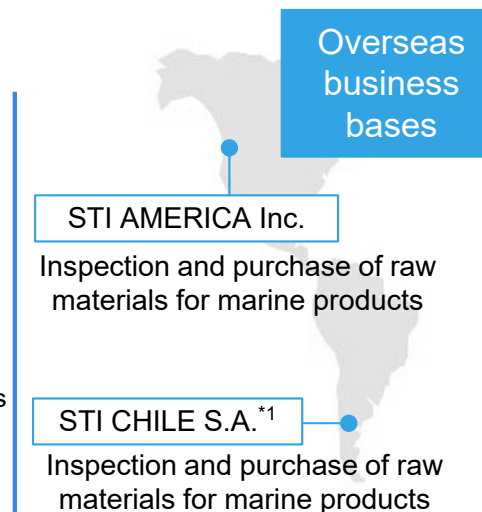 Overseas
business
bases
STI AMERICA Inc.
Inspection and purchase of raw
materials for marine products
s
STI CHILE S.A.*1
Inspection and purchase of raw
materials for marine products